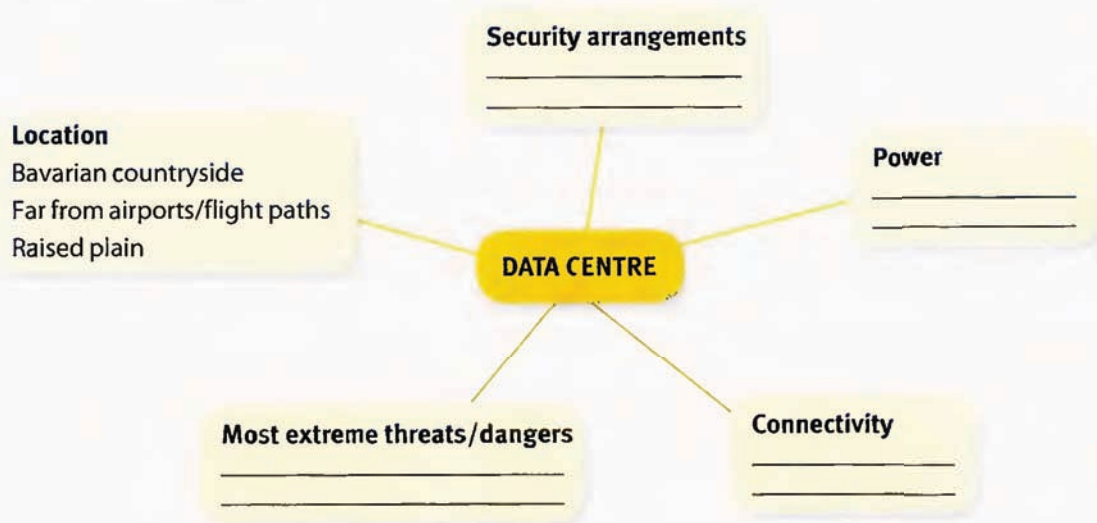 Security arrangements
Location
Bavarian countryside
Far from airports/flight paths
Raised plain
Power
DATA CENTRE
Most extreme threats/dangers
Connectivity